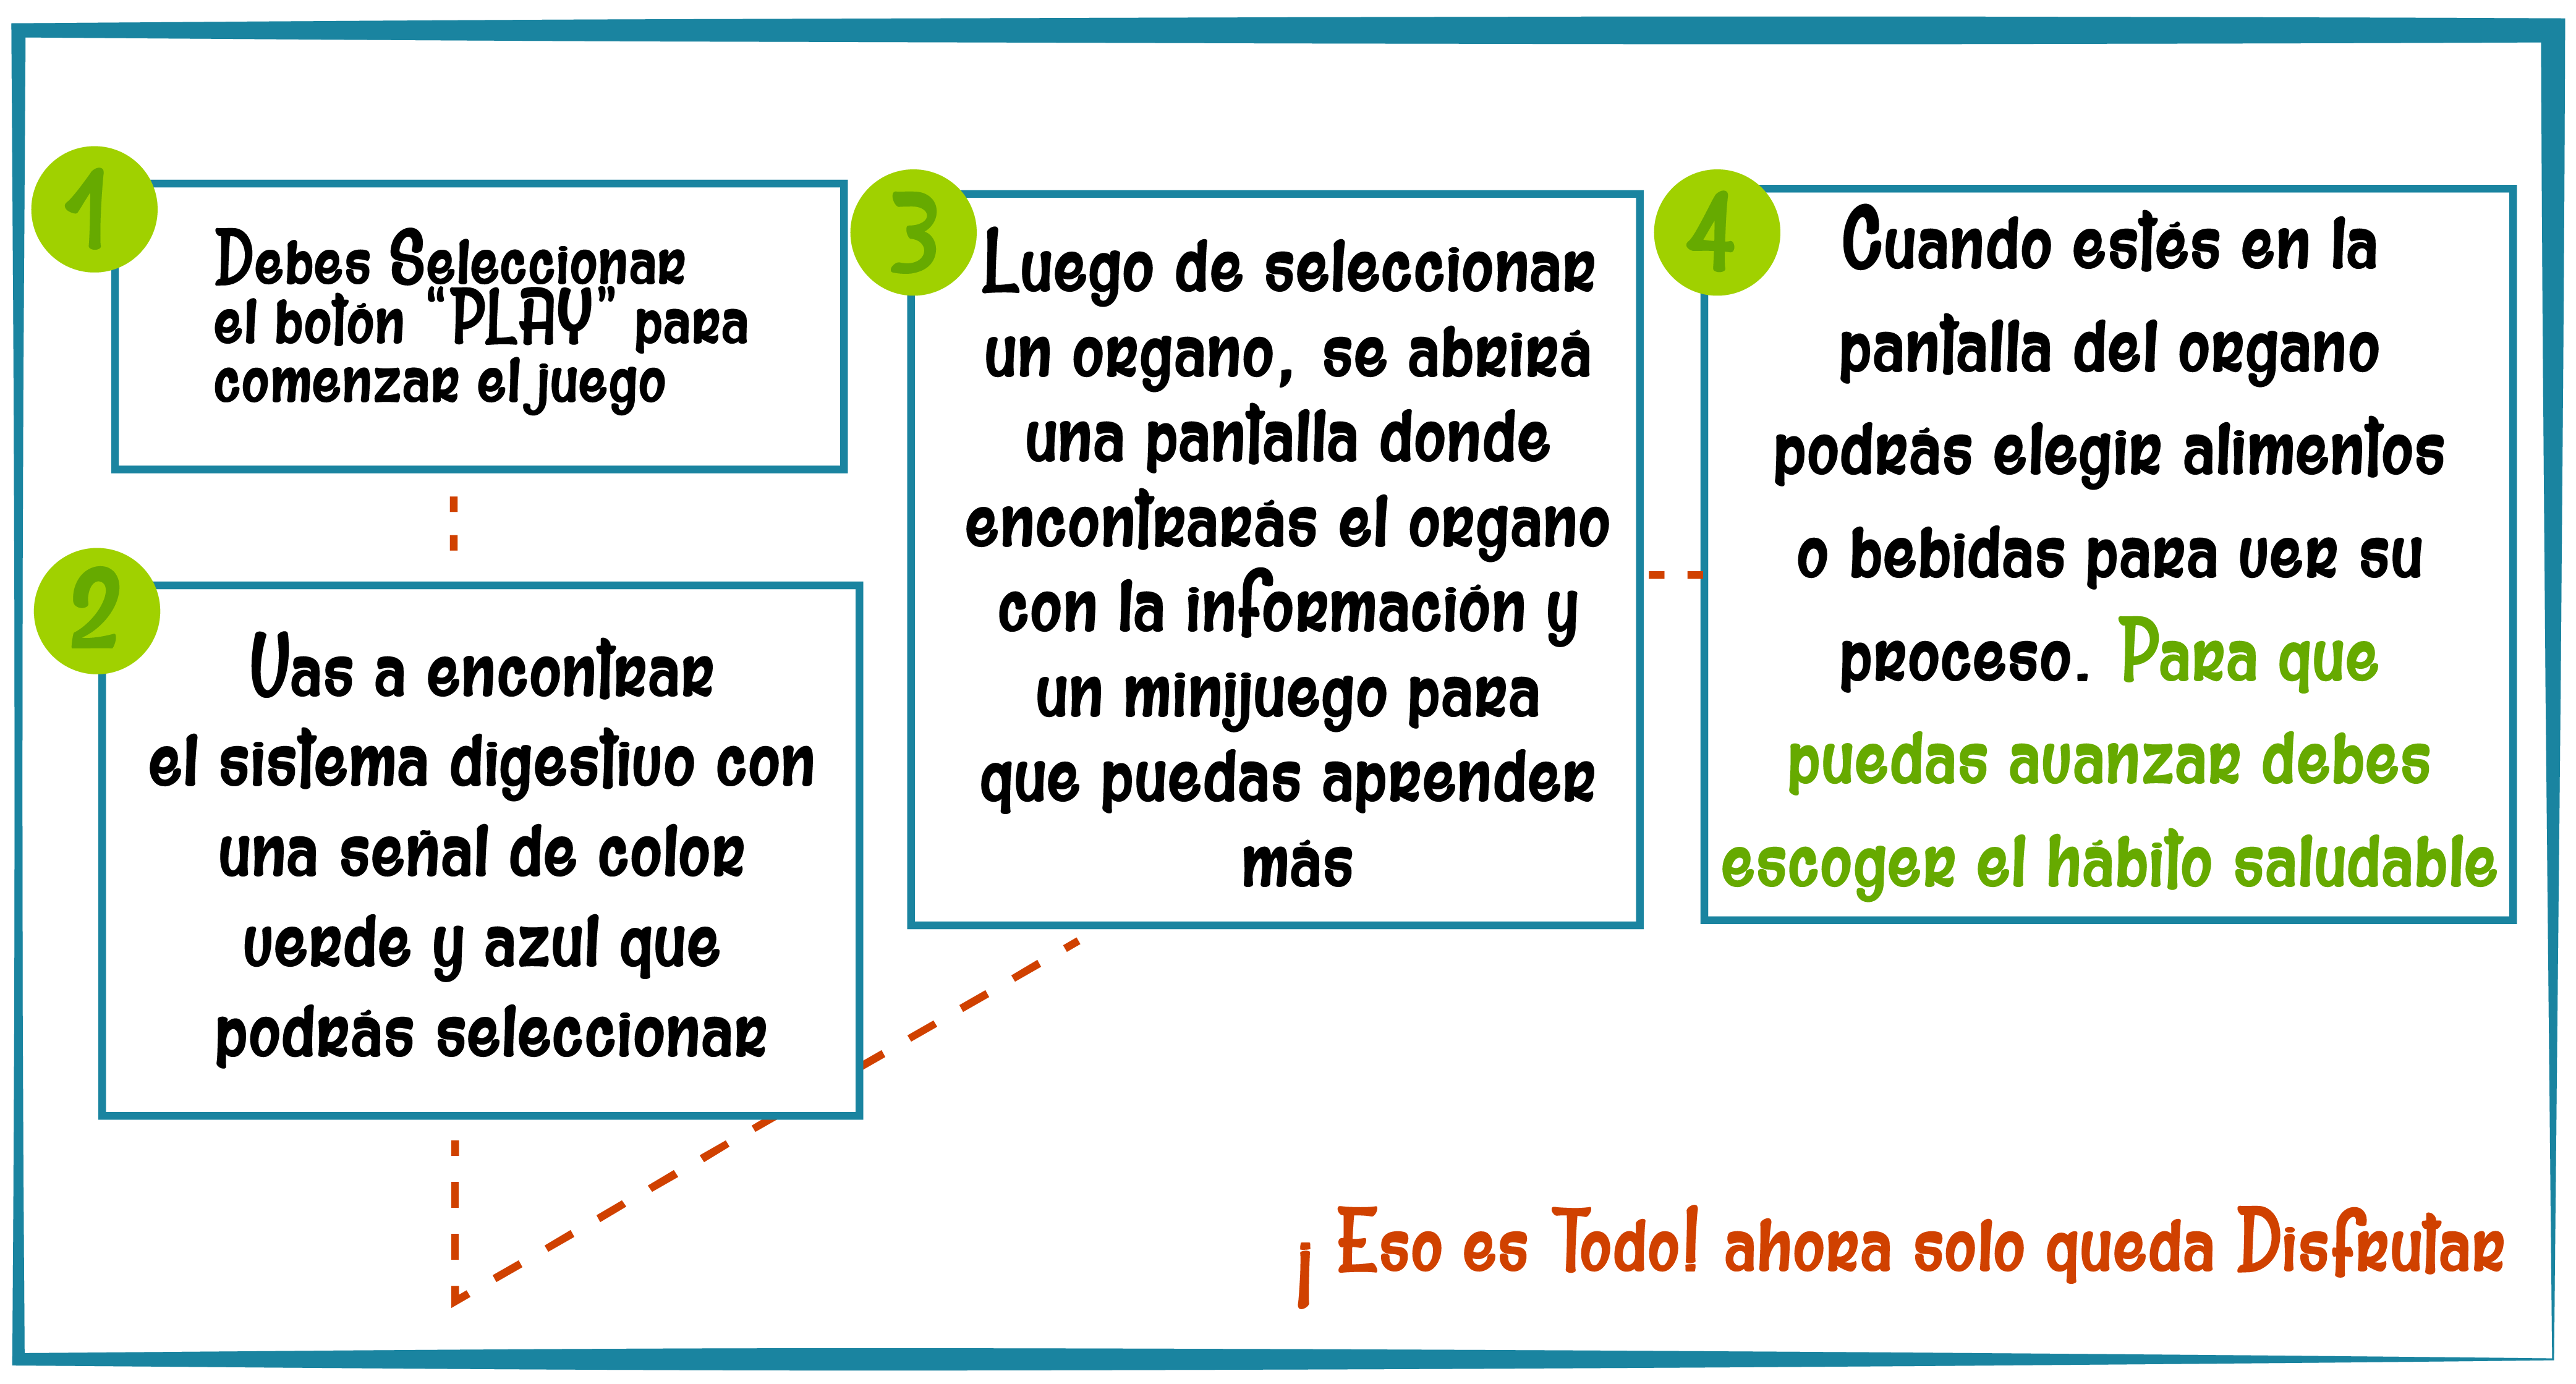 1
Debes Seleccionar
el botón “PLAY” para
comenzar el juego
2
Vas a encontrar
el sistema digestivo con
una señal de color
verde y azul que
podrás seleccionar
3
Luego de seleccionar
un organo, se abrirá
una pantalla donde
encontrarás el organo
con la información y
un minijuego para
que puedas aprender
más
4
Cuando estés en la
pantalla del organo
podrás elegir alimentos
o bebidas para ver su
proceso. Para que
puedas avanzar debes
escoger el hábito saludable
¡Eso es Todo! ahora solo queda Disfrutar